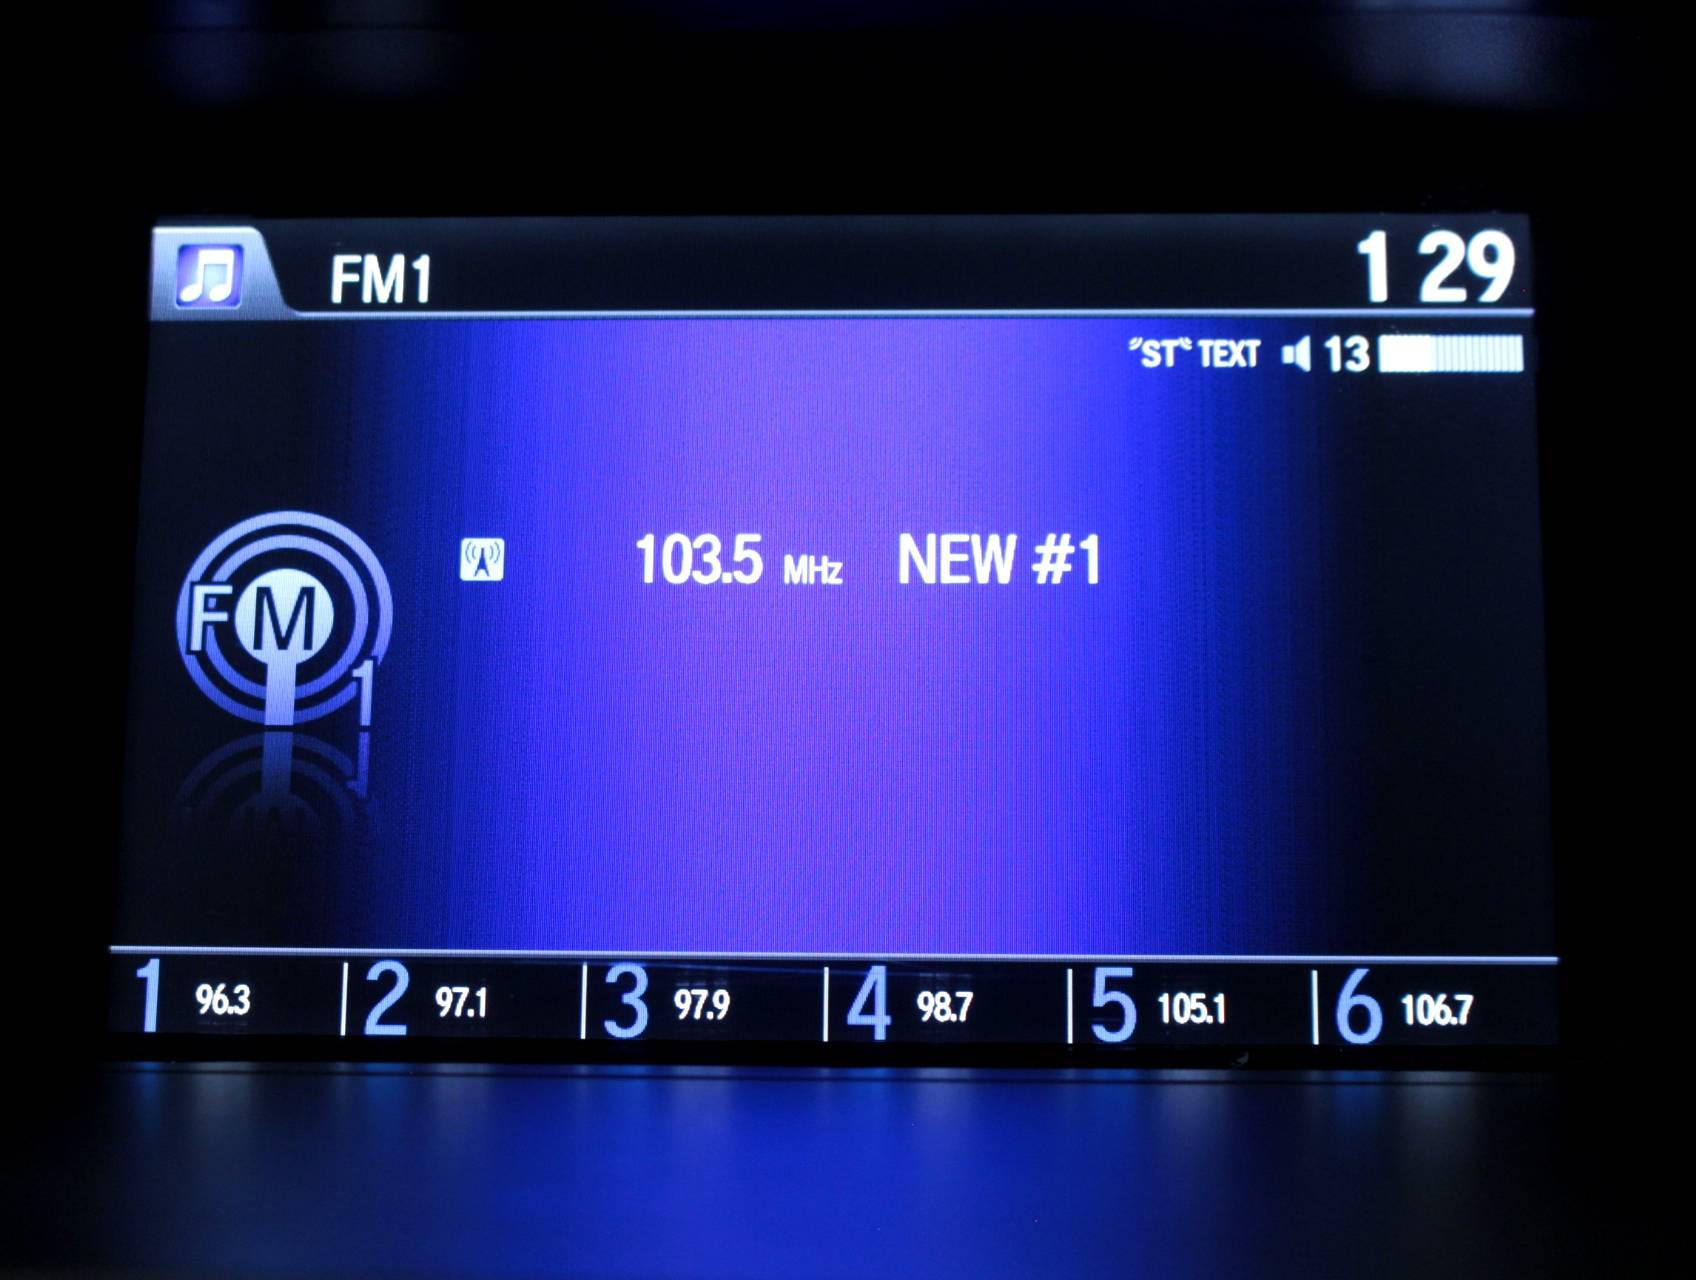 FM1
1 29
"ST" TEXT 13
103.5 MHz NEW #1
FM
1
1 96.3 2 97.1 3 97.9 4 98.7 5 105.1 6 106.7